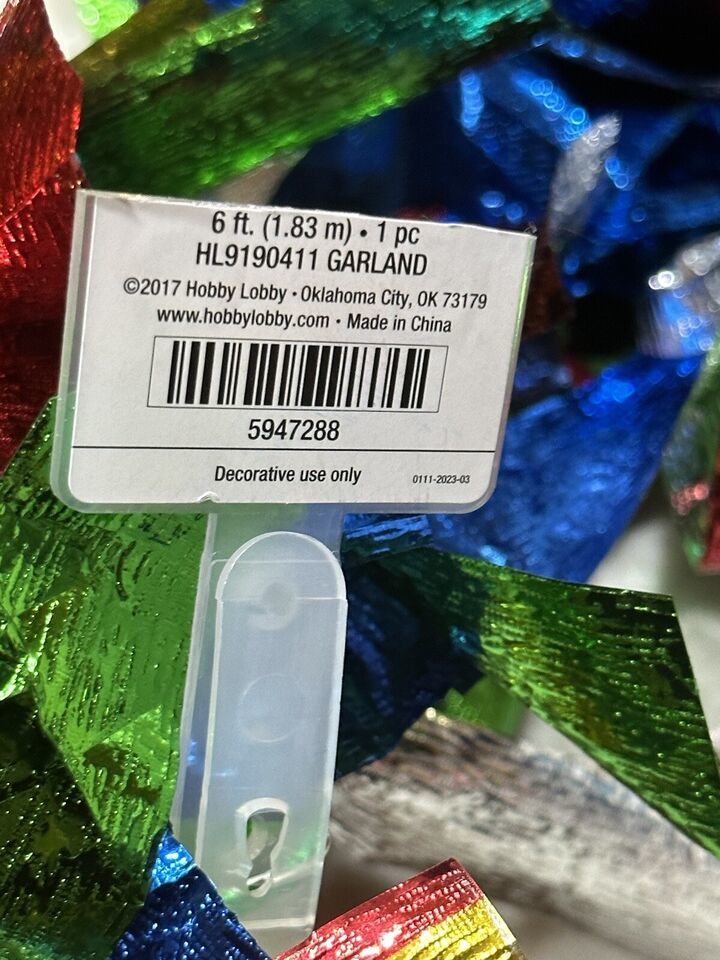 6 ft. (1.83 m) • 1 pc
HL9190411 GARLAND
©2017 Hobby Lobby • Oklahoma City, OK 73179
www.hobbylobby.com • Made in China
5947288
Decorative use only
0111-2023-03